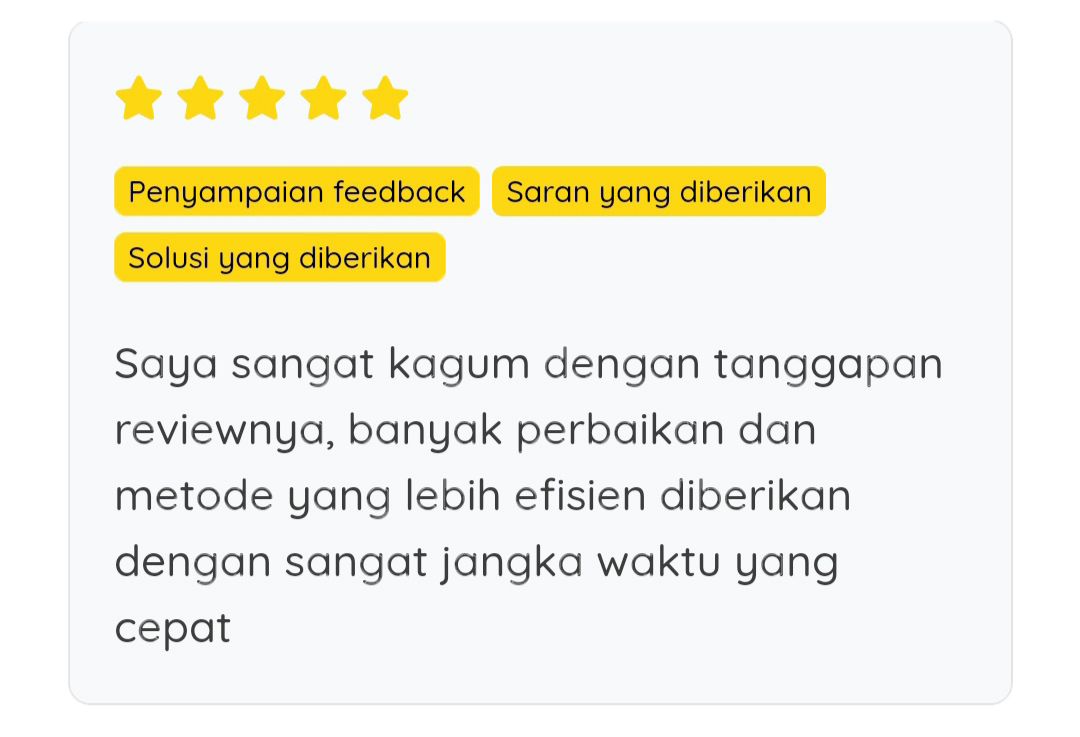 Penyampaian feedback Saran yang diberikan
Solusi yang diberikan
Saya sangat kagum dengan tanggapan
reviewnya, banyak perbaikan dan
metode yang lebih efisien diberikan
dengan sangat jangka waktu yang
cepat